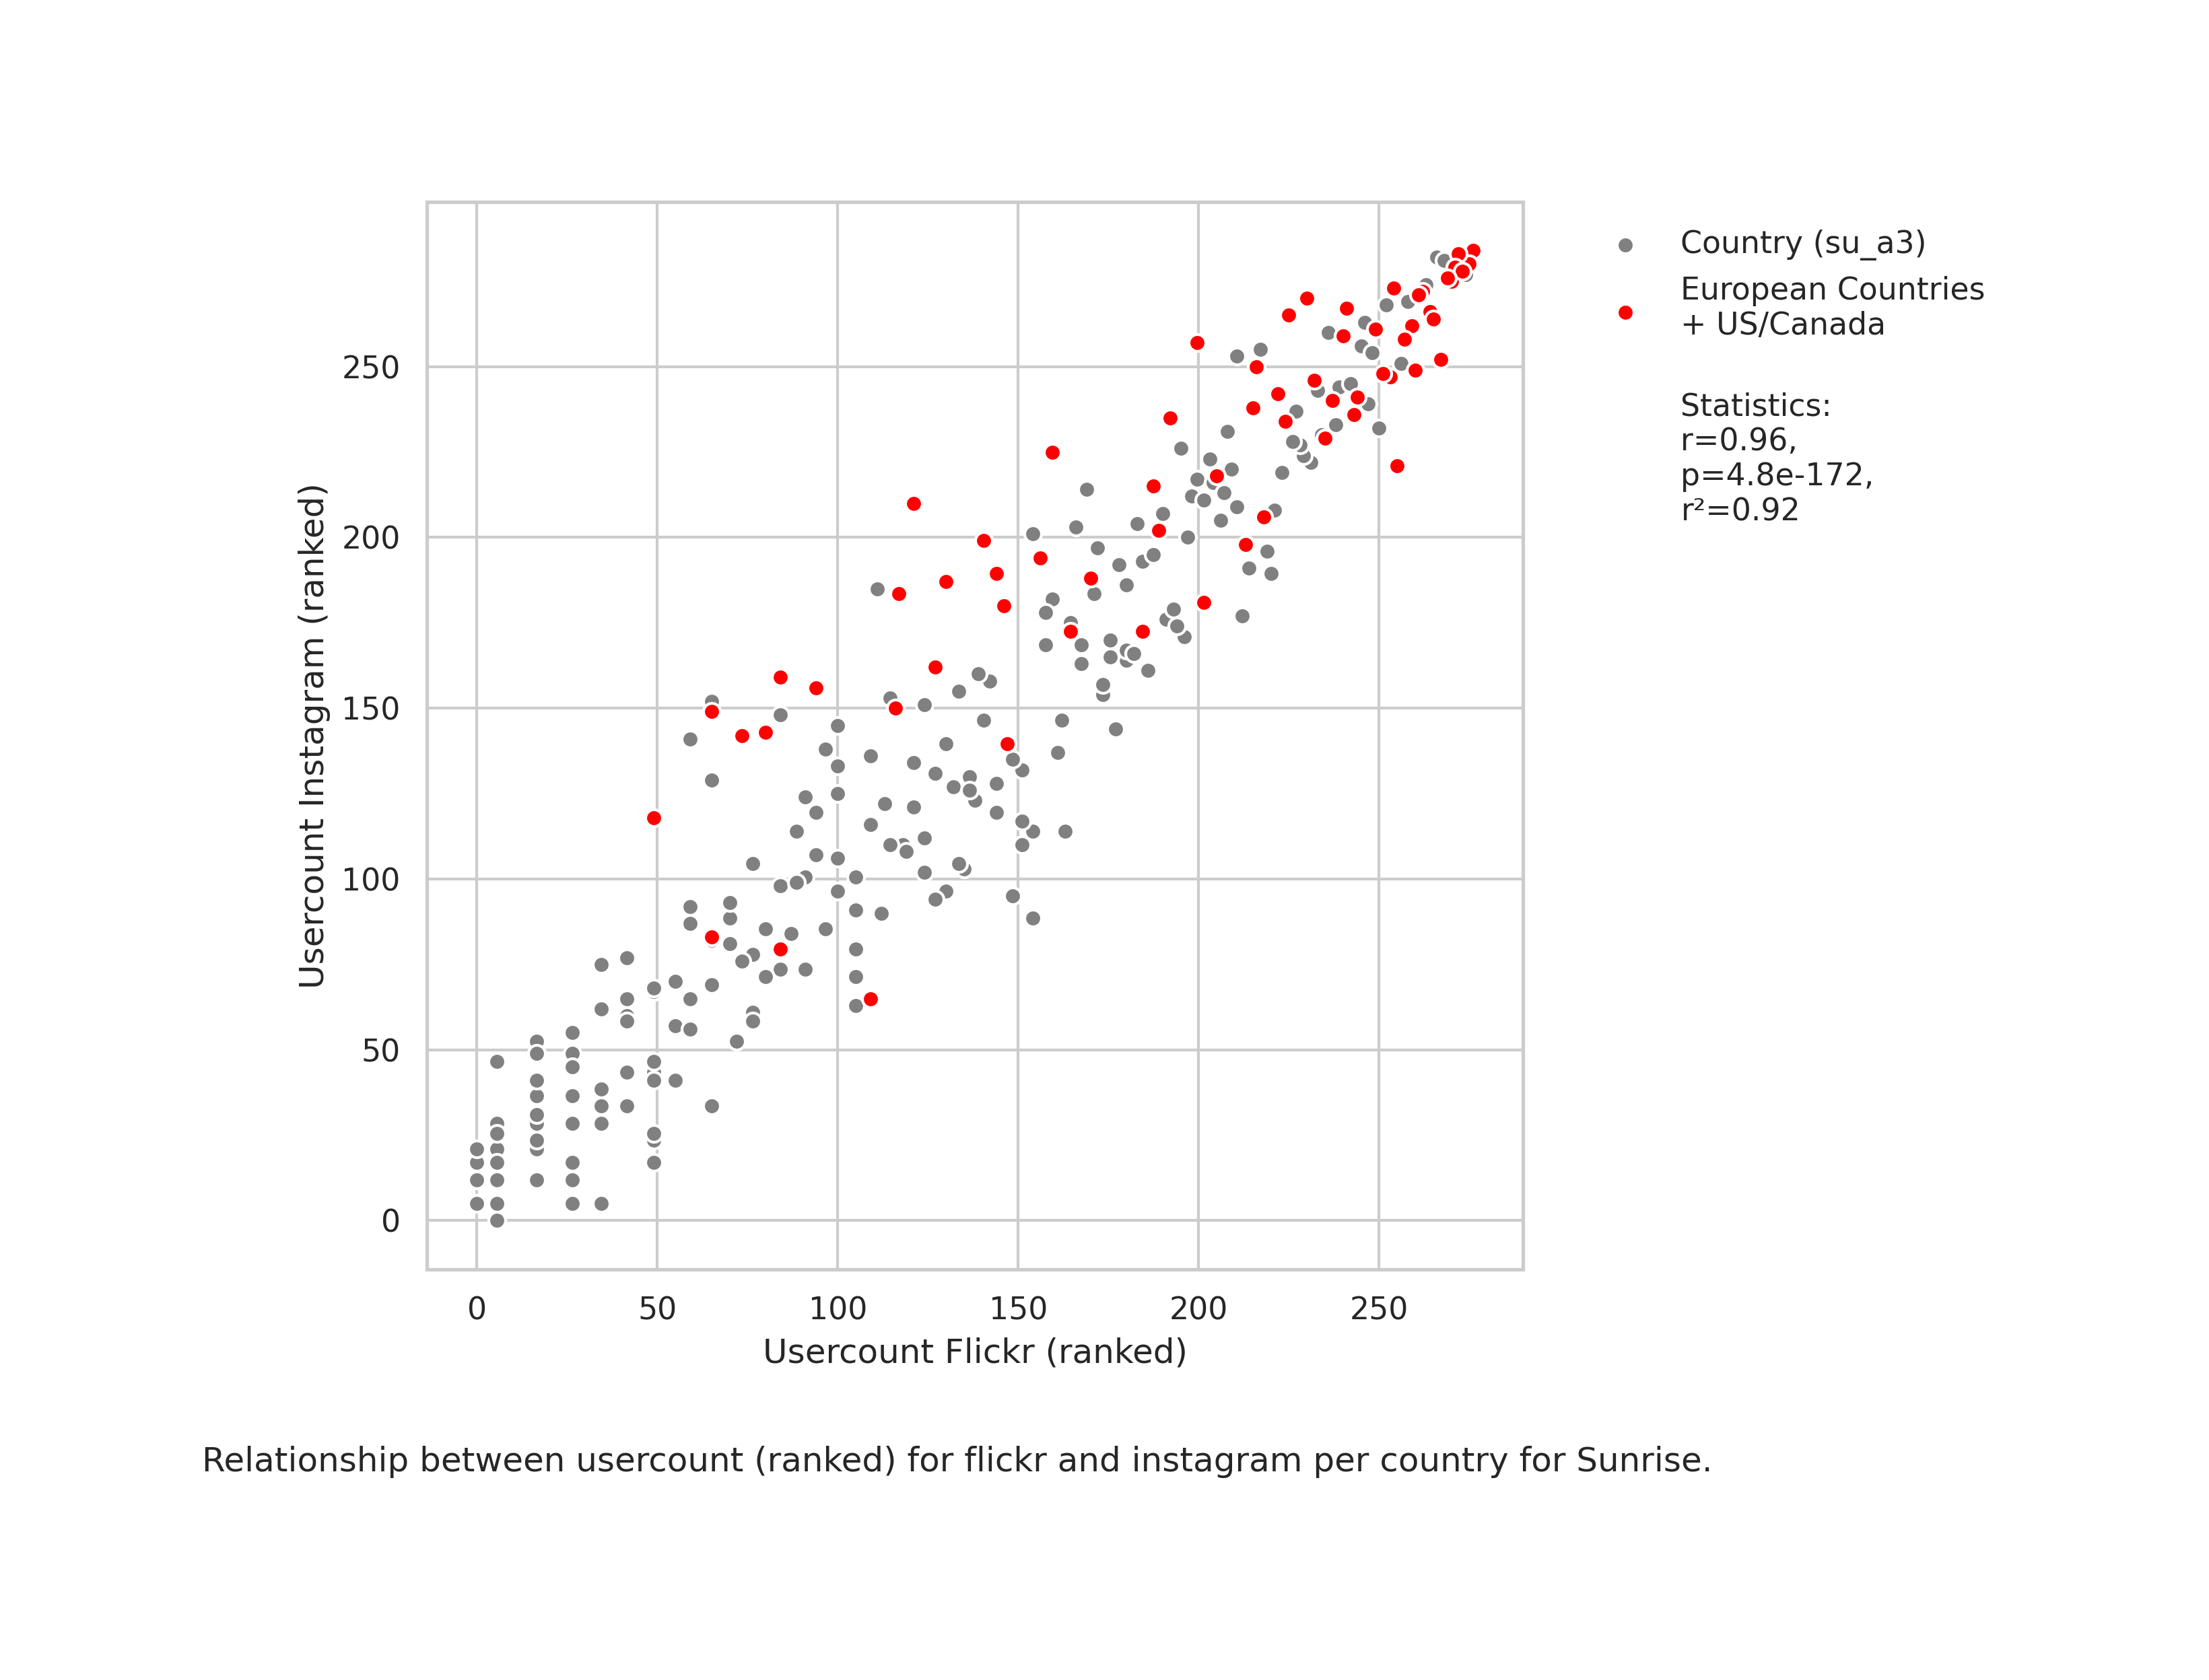 Country (su_a3)
European Countries
+ US/Canada
Statistics:
r=0.96,
p=4.8e-172,
r²=0.92
Usercount Instagram (ranked)
250
200
150
100
50
0
0 50 100 150 200 250
Usercount Flickr (ranked)
Relationship between usercount (ranked) for flickr and instagram per country for Sunrise.